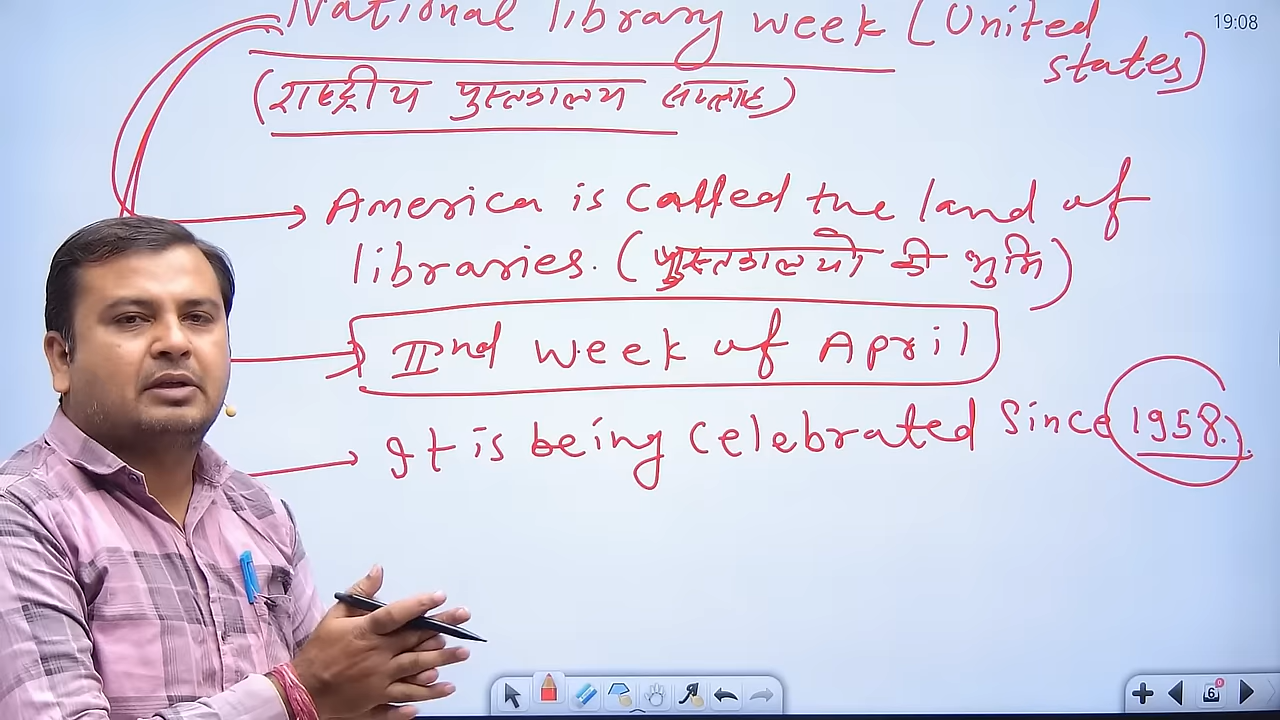 19:08
National library week (United
states)
(राष्ट्रीय पुस्तकालय सप्ताह)
America is called the land of
libraries. (पुस्तकालयो की भुमि)
IInd week of April
It is being celebrated since 1958.
6
0